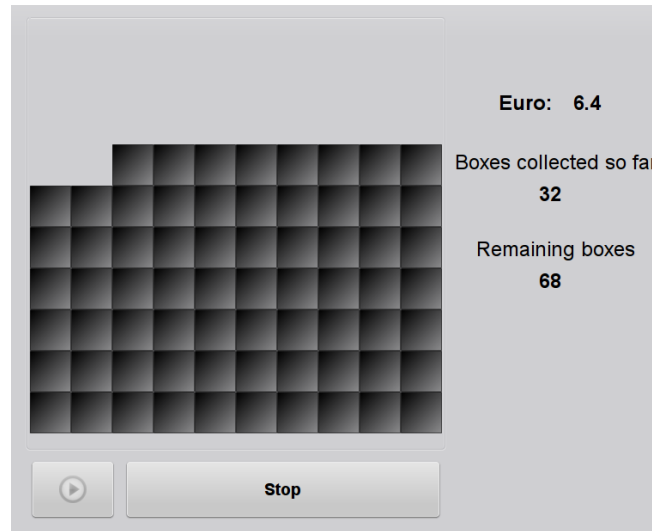 Euro: 6.4
Boxes collected so far
32
Remaining boxes
68
Stop